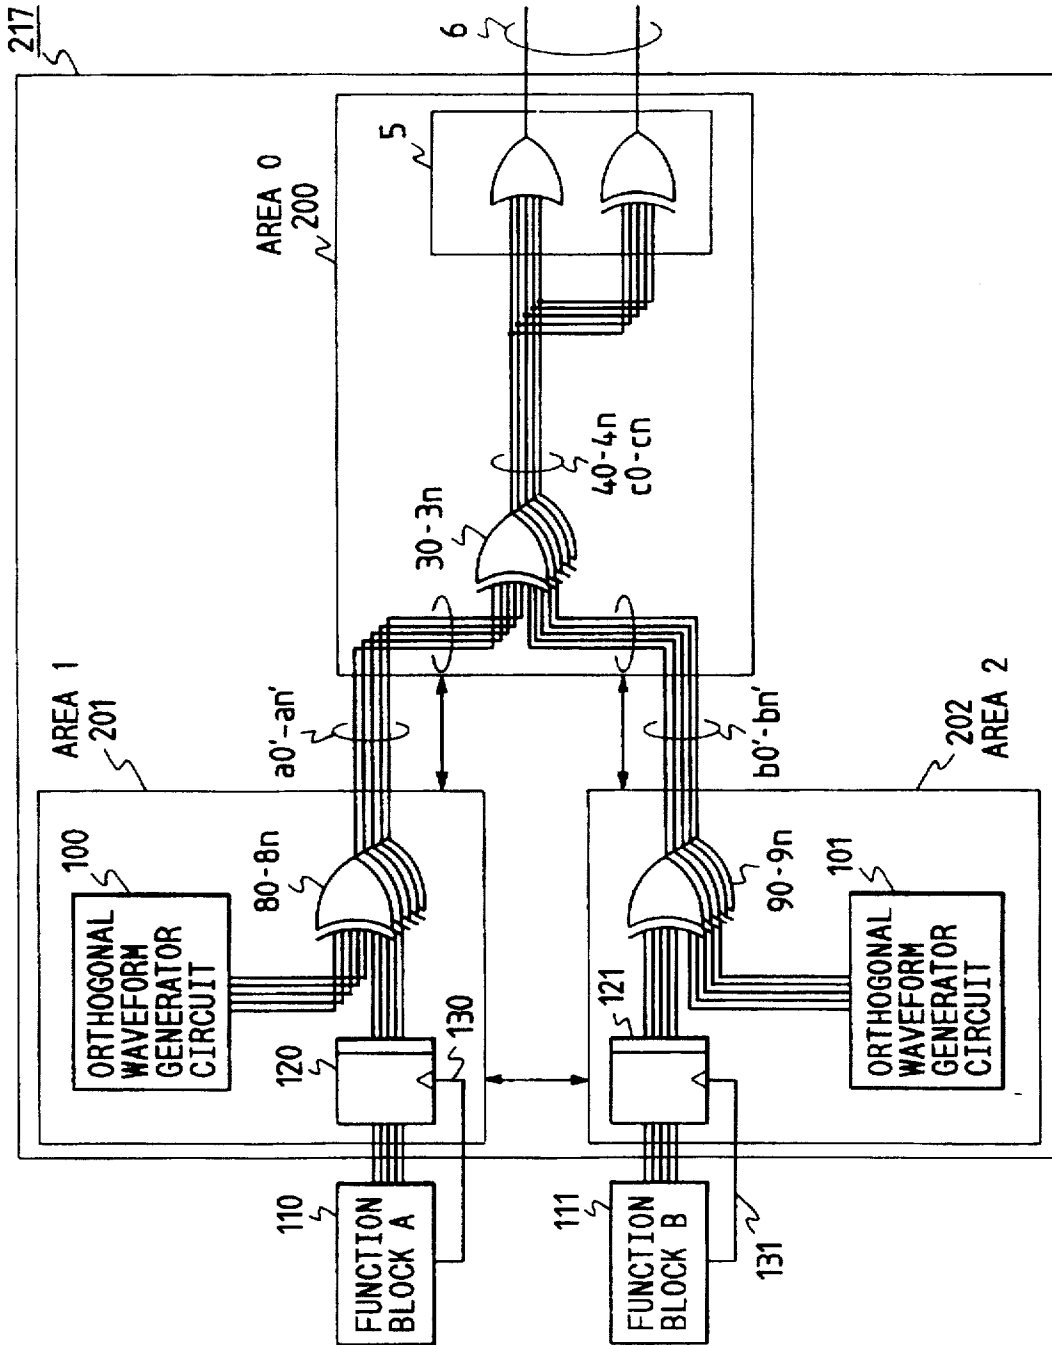 217
6
5
AREA 0
200
40-4n
c0-cn
30-3n
AREA 1
201
a0'-an'
b0'-bn'
202
AREA 2
100
ORTHOGONAL
WAVEFORM
GENERATOR
CIRCUIT
80-8n
90-9n
101
ORTHOGONAL
WAVEFORM
GENERATOR
CIRCUIT
120
130
121
110
FUNCTION
BLOCK A
111
FUNCTION
BLOCK B
131